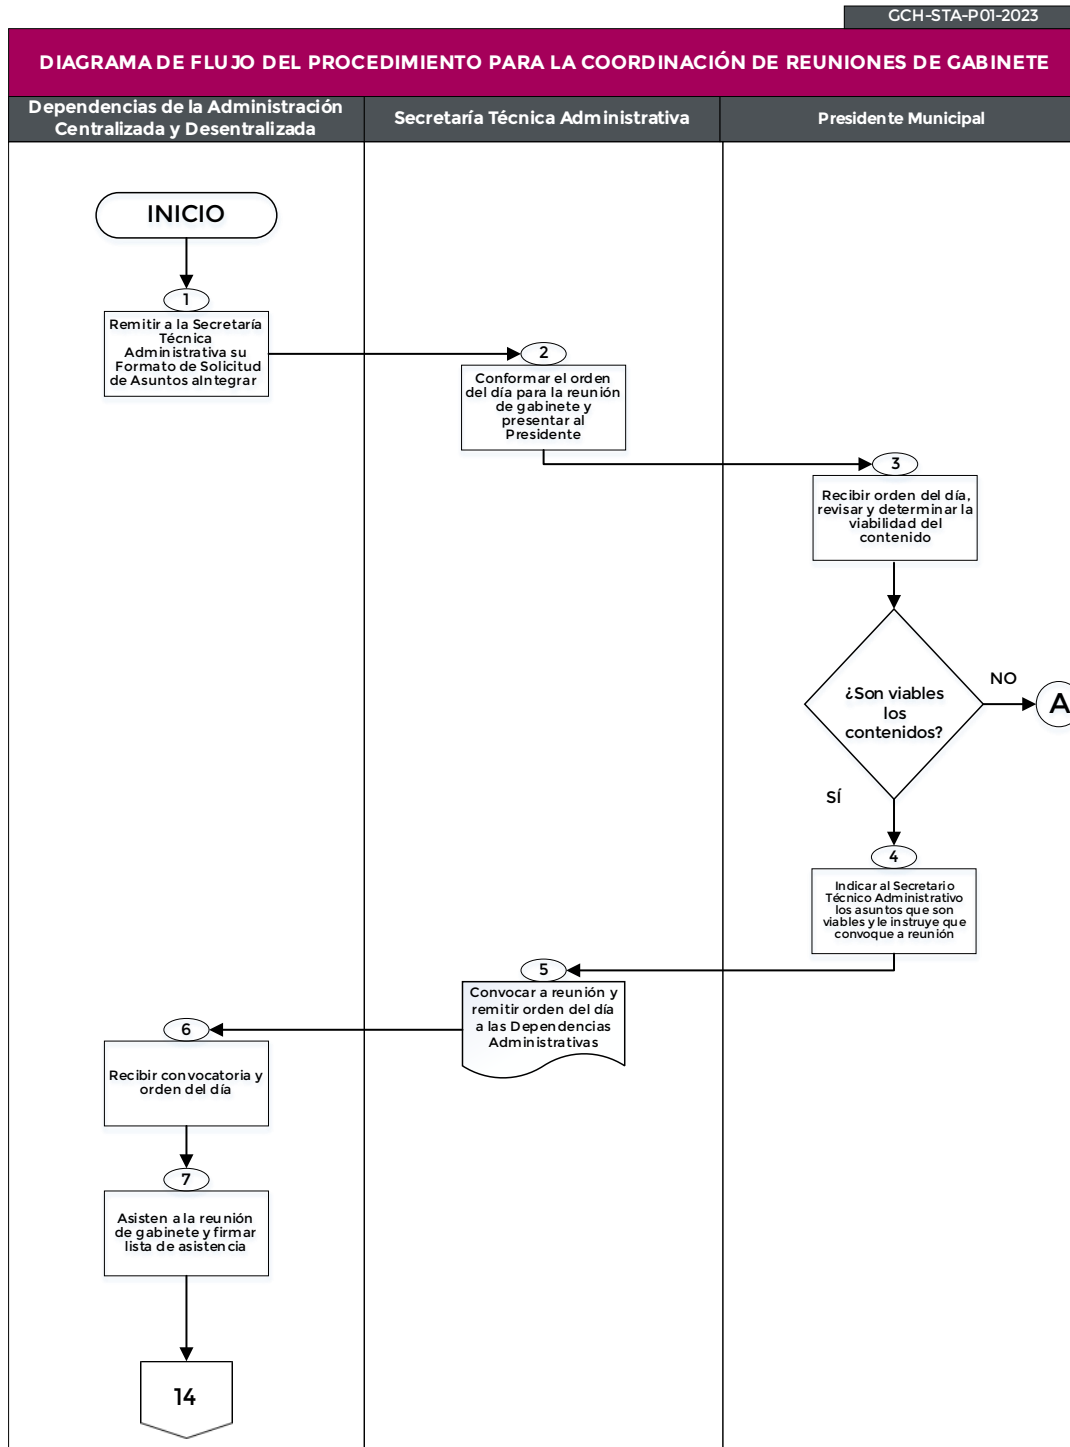 GCH-STA-P01-2023
DIAGRAMA DE FLUJO DEL PROCEDIMIENTO PARA LA COORDINACIÓN DE REUNIONES DE GABINETE
Dependencias de la Administración
Centralizada y Desentralizada
Secretaría Técnica Administrativa
Presidente Municipal
INICIO
1
Remitir a la Secretaría
Técnica
Administrativa su
Formato de Solicitud
de Asuntos aIntegrar
2
Conformar el orden
del día para la reunión
de gabinete y
presentar al
Presidente
3
Recibir orden del día,
revisar y determinar la
viabilidad del
contenido
¿Son viables
los
contenidos?
NO
A
SÍ
4
Indicar al Secretario
Técnico Administrativo
los asuntos que son
viables y le instruye que
convoque a reunión
5
Convocar a reunión y
remitir orden del día
a las Dependencias
Administrativas
6
Recibir convocatoria y
orden del día
7
Asisten a la reunión
de gabinete y firmar
lista de asistencia
14